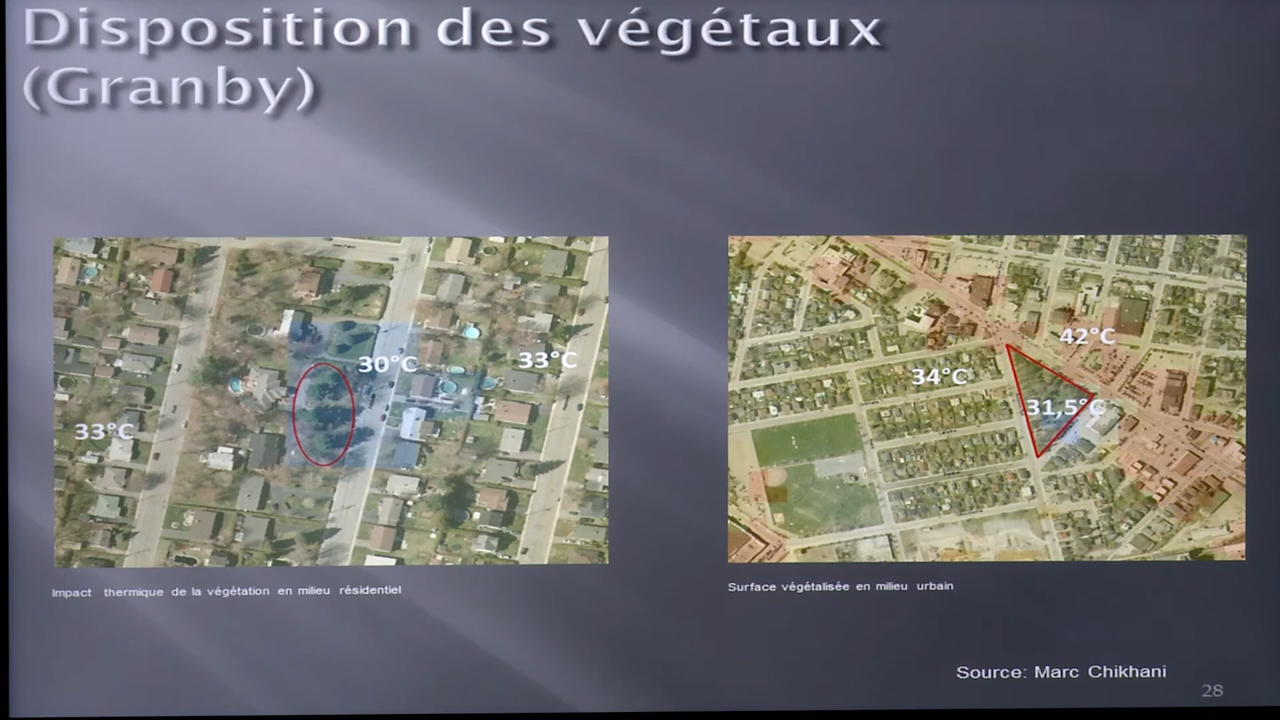 Disposition des végétaux
(Granby)
30°C
33°C
33°C
42°C
34°C
31,5°C
Impact thermique de la végétation en milieu résidentiel
Surface végétalisée en milieu urbain
Source: Marc Chikhani
28